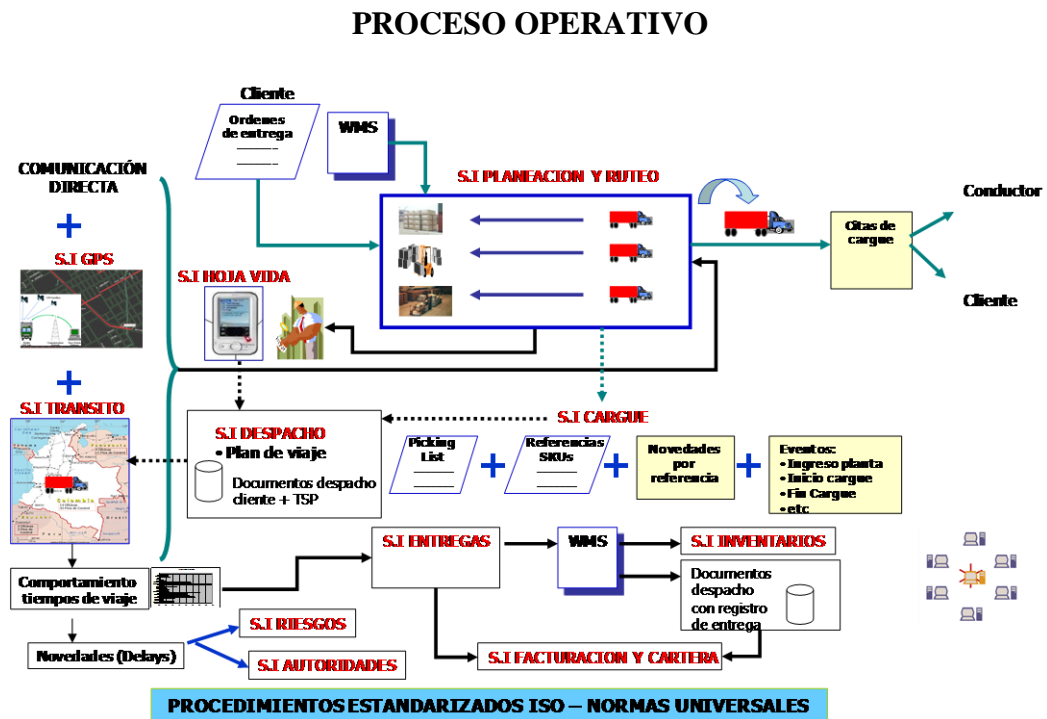 PROCESO OPERATIVO
Cliente
Ordenes
de entrega
WMS
COMUNICACIÓN
DIRECTA
S.I PLANEACION Y RUTEO
Conductor
Citas de
cargue
S.I GPS
S.I HOJA VIDA
Cliente
S.I TRANSITO
S.I CARGUE
S.I DESPACHO
• Plan de viaje
Documentos despacho
cliente + TSP
Picking
List
Referencias
SKUs
Novedades
por
referencia
Eventos:
• Ingreso planta
• Inicio cargue
• Fin Cargue
• etc
S.I ENTREGAS
WMS
S.I INVENTARIOS
Comportamiento
tiempos de viaje
Documentos
despacho
con registro
de entrega
S.I RIESGOS
Novedades (Delays)
S.I AUTORIDADES
S.I FACTURACION Y CARTERA
PROCEDIMIENTOS ESTANDARIZADOS ISO – NORMAS UNIVERSALES